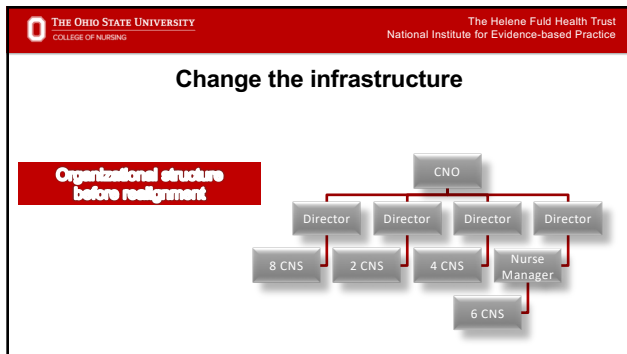 THE OHIO STATE UNIVERSITY
COLLEGE OF NURSING
The Helene Fuld Health Trust
National Institute for Evidence-based Practice
Change the infrastructure
Organizational structure
before realignment
CNO
Director
Director
Director
Director
8 CNS
2 CNS
4 CNS
Nurse
Manager
6 CNS